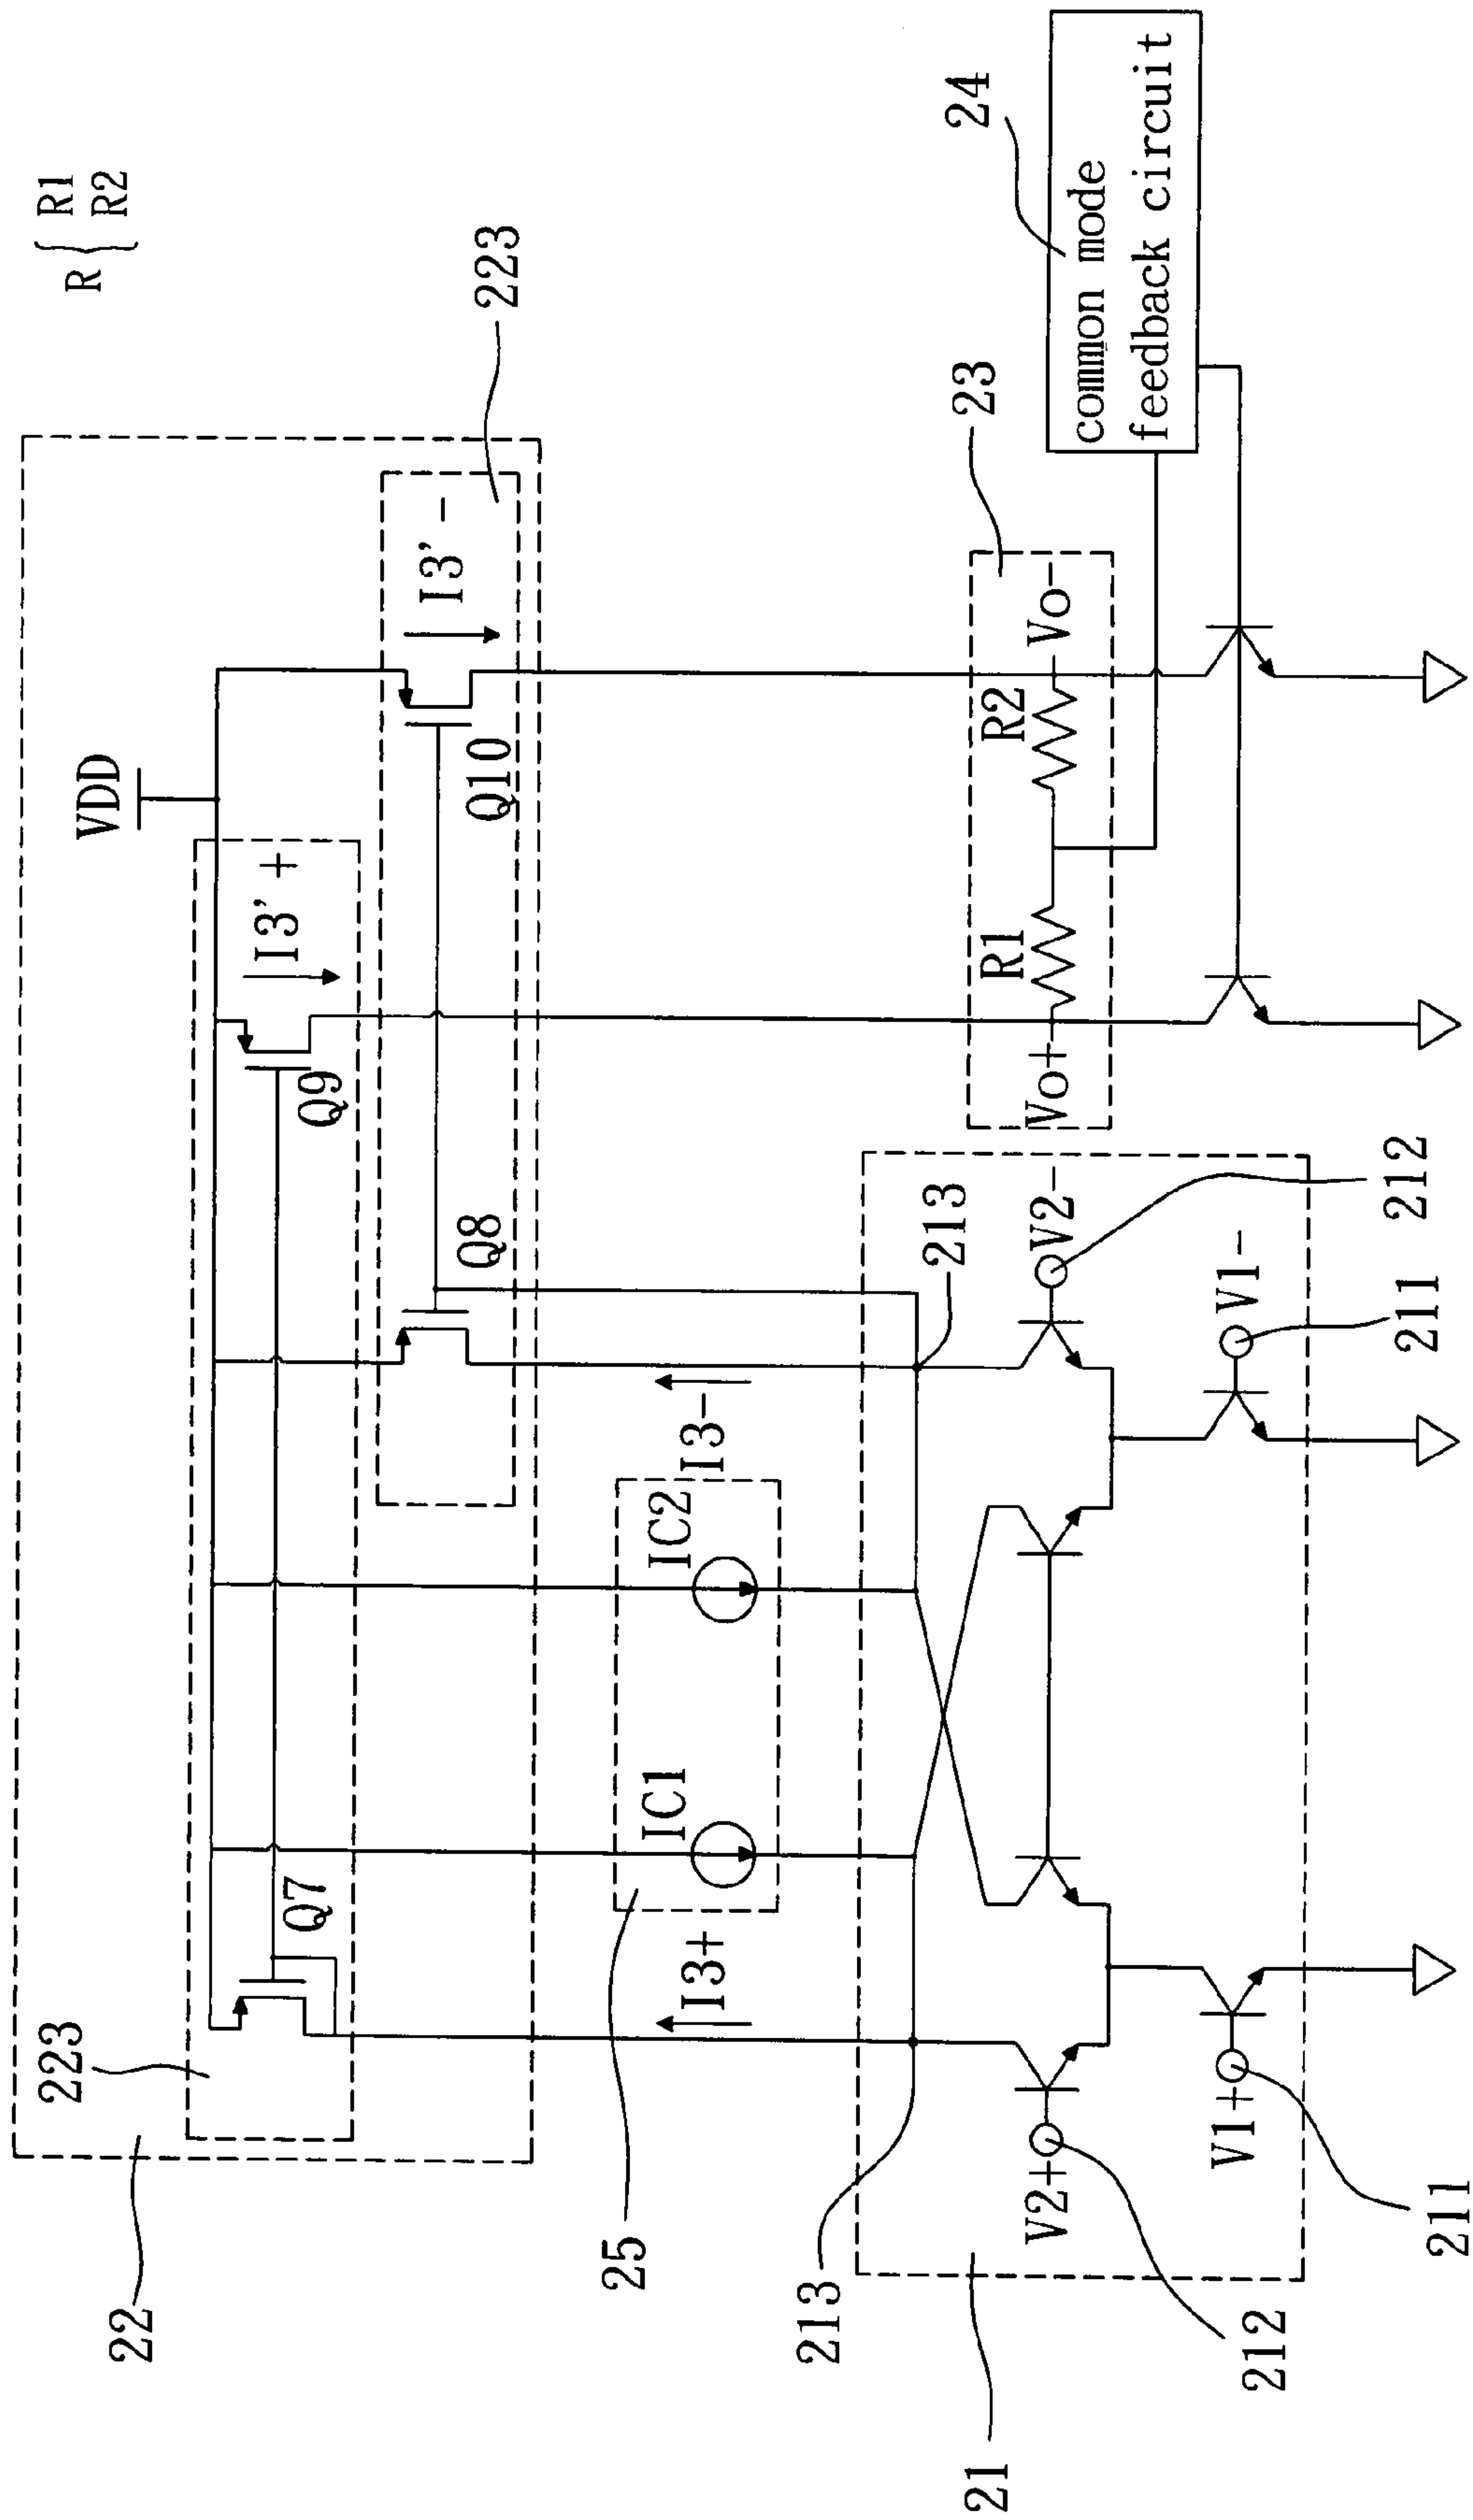 R { R1
R2
VDD
22
223
223
I3'+
I3'-
Q7
Q8
Q9
Q10
25
I3+
IC1
IC2
I3-
213
213
23
24
common mode
feedback circuit
Vo+
R1
R2
Vo-
21
V2+
V2-
212
212
V1+
V1-
211
211